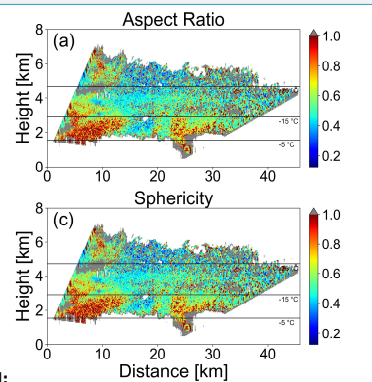 Aspect Ratio
(a)
Height [km]
8
6
4
2
0
-15 °C
-5 °C
0 10 20 30 40
1.0
0.8
0.6
0.4
0.2
Sphericity
(c)
Height [km]
8
6
4
2
0
-15 °C
-5 °C
0 10 20 30 40
Distance [km]
1.0
0.8
0.6
0.4
0.2